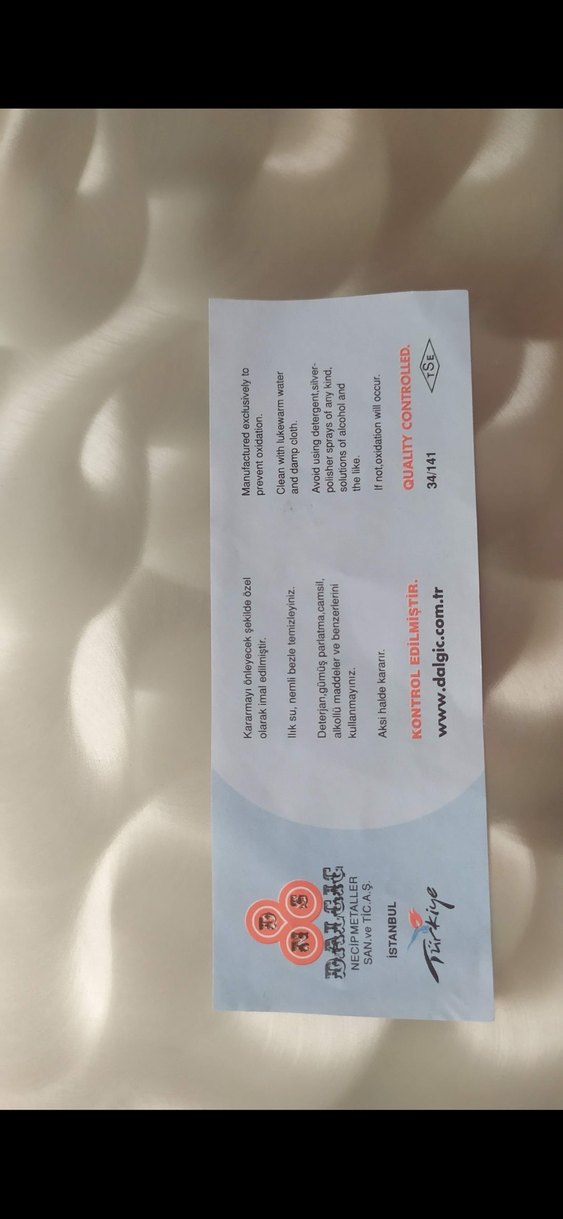 D
N S
DALGIÇ
NECİP METALLER
SAN.ve TİC.A.Ş.
İSTANBUL
Türkiye
Kararmayı önleyecek şekilde özel
olarak imal edilmiştir.
Ilık su, nemli bezle temizleyiniz.
Deterjan,gümüş parlatma,camsil,
alkollü maddeler ve benzerlerini
kullanmayınız.
Aksi halde kararır.
KONTROL EDİLMİŞTİR.
www.dalgic.com.tr
Manufactured exclusively to
prevent oxidation.
Clean with lukewarm water
and damp cloth.
Avoid using detergent,silver-
polisher sprays of any kind,
solutions of alcohol and
the like.
If not,oxidation will occur.
QUALITY CONTROLLED.
34/141
TSE